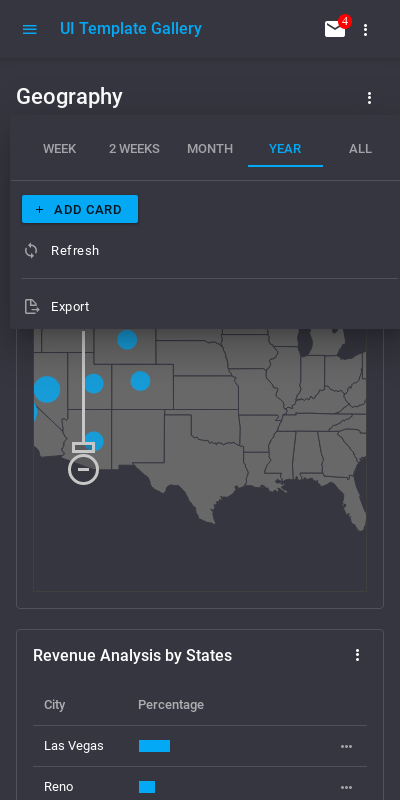 UI Template Gallery
4
Geography
WEEK 2 WEEKS MONTH YEAR ALL
+ ADD CARD
Refresh
Export
Revenue Analysis by States
City Percentage
Las Vegas
Reno